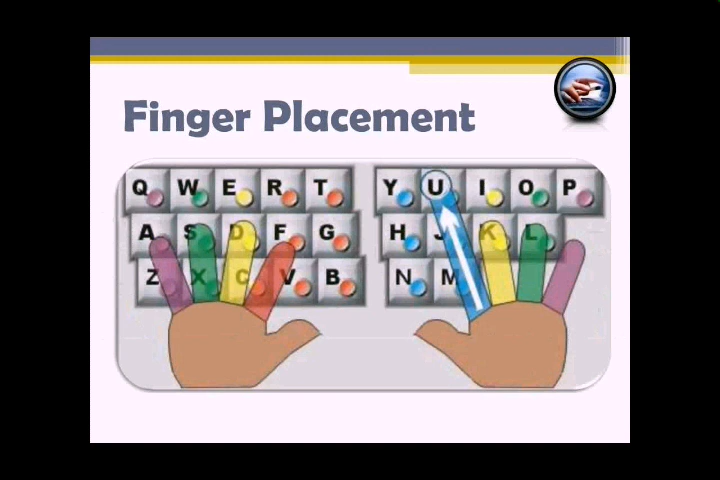 Finger Placement
Q W E R T Y U I O P
A S D F G H J K L
Z X C V B N M